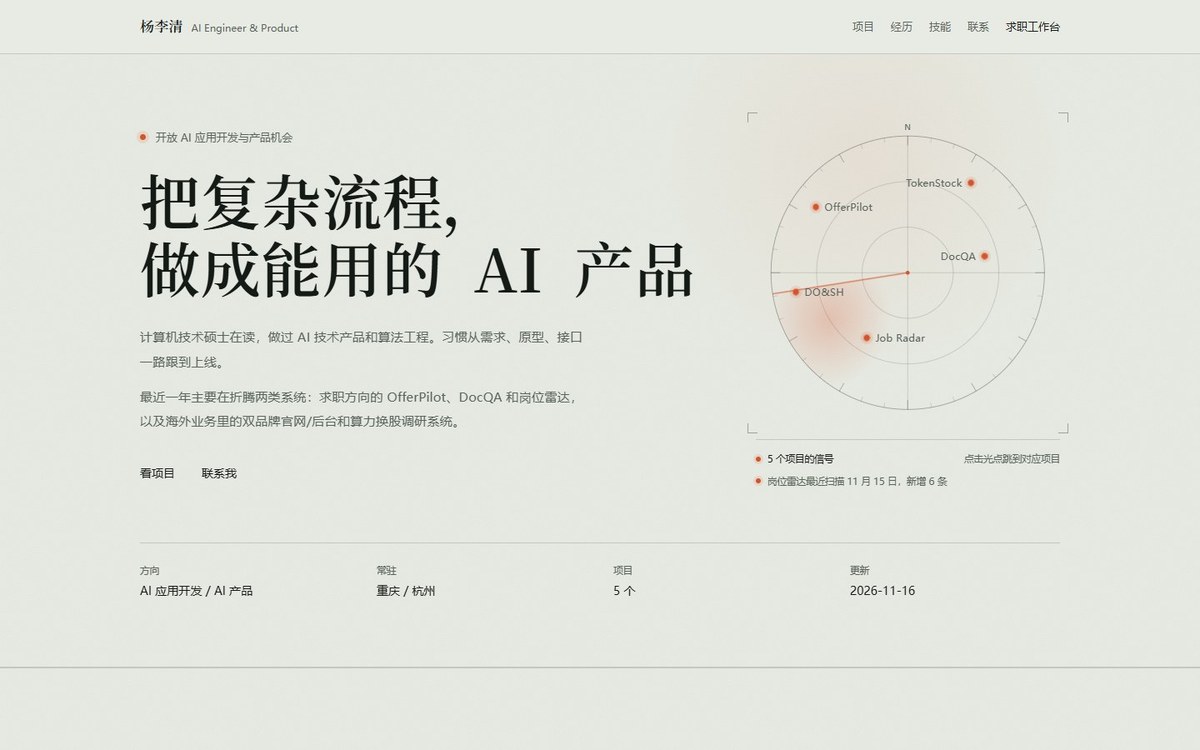 杨李清 AI Engineer & Product
项目 经历 技能 联系 求职工作台
开放 AI 应用开发与产品机会
把复杂流程,
做成能用的 AI 产品
计算机技术硕士在读，做过 AI 技术产品和算法工程。习惯从需求、原型、接口
一路跟到上线。
最近一年主要在折腾两类系统：求职方向的 OfferPilot、DocQA 和岗位雷达，
以及海外业务里的双品牌官网/后台和算力换股调研系统。
看项目 联系我
N
TokenStock
OfferPilot
DocQA
DO&SH
Job Radar
5 个项目的信号 点击光点跳到对应项目
岗位雷达最近扫描 11 月 15 日，新增 6 条
方向 常驻 项目 更新
AI 应用开发 / AI 产品 重庆 / 杭州 5 个 2026-11-16